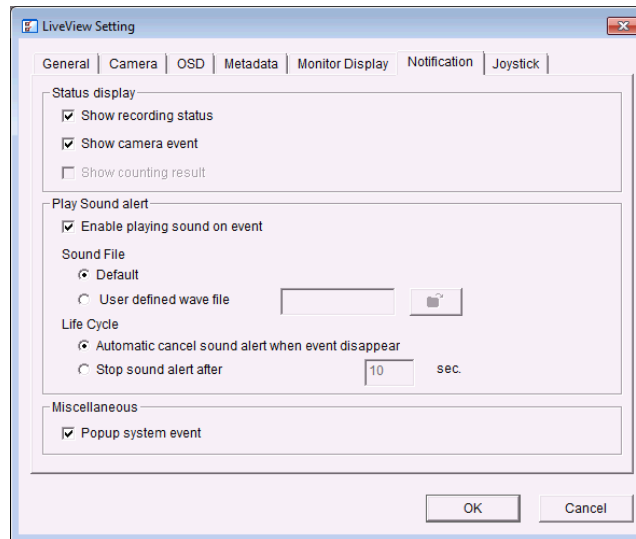 LiveView Setting
General Camera OSD Metadata Monitor Display Notification Joystick
Status display
Show recording status
Show camera event
Show counting result
Play Sound alert
Enable playing sound on event
Sound File
Default
User defined wave file
Life Cycle
Automatic cancel sound alert when event disappear
Stop sound alert after 10 sec.
Miscellaneous
Popup system event
OK Cancel